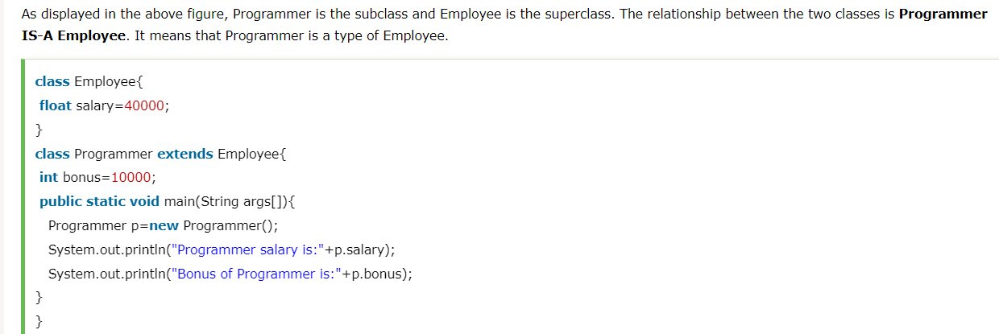 As displayed in the above figure, Programmer is the subclass and Employee is the superclass. The relationship between the two classes is Programmer
IS-A Employee. It means that Programmer is a type of Employee.
class Employee{
 float salary=40000;
}
class Programmer extends Employee{
 int bonus=10000;
 public static void main(String args[]){
   Programmer p=new Programmer();
   System.out.println("Programmer salary is:"+p.salary);
   System.out.println("Bonus of Programmer is:"+p.bonus);
}
}